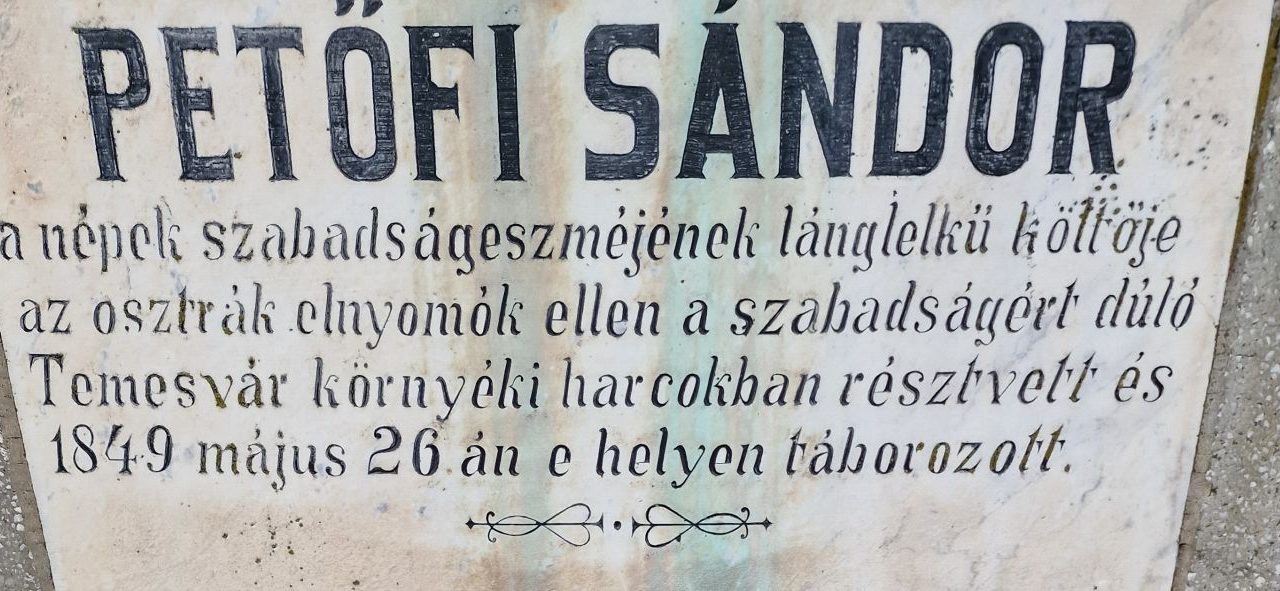 PETŐFI SÁNDOR
a népek szabadságeszméjének lánglelkü költője
az osztrák elnyomók ellen a szabadságért dúló
Temesvár környéki harcokban résztvett és
1849 május 26 án e helyen táborozott.